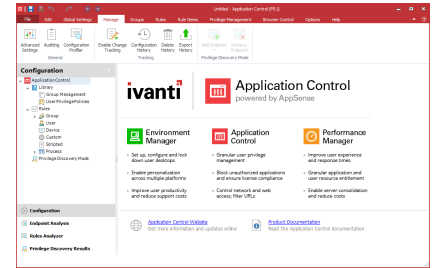 Untitled - Application Control (FR1)
File Edit Global Settings Manage Groups Rules Rule Items Privilege Management Browser Control Options Help
Advanced Settings
Auditing
Configuration Profiler
Enable Change Tracking
Configuration History
Delete History
Export History
Add Endpoint
Remove Endpoint
General
Tracking
Privilege Discovery Mode
Configuration
Application Control
Library
Group Management
User Privilege Policies
Rules
Group
User
Device
Custom
Scripted
Process
Privilege Discovery Mode
Configuration
Endpoint Analysis
Rules Analyzer
Privilege Discovery Results
ivanti
Application Control
powered by AppSense
Environment Manager
› Set up, configure and lock down user desktops
› Enable personalization across multiple platforms
› Improve user productivity and reduce support costs
Application Control
› Granular user privilege management
› Block unauthorized applications and ensure license compliance
› Control network and web access; filter URLs
Performance Manager
› Improve user experience and response times
› Granular application and user resource entitlement
› Enable server consolidation and reduce costs
Application Control Website
Get more information and updates online
Product Documentation
Read the Application Control documentation